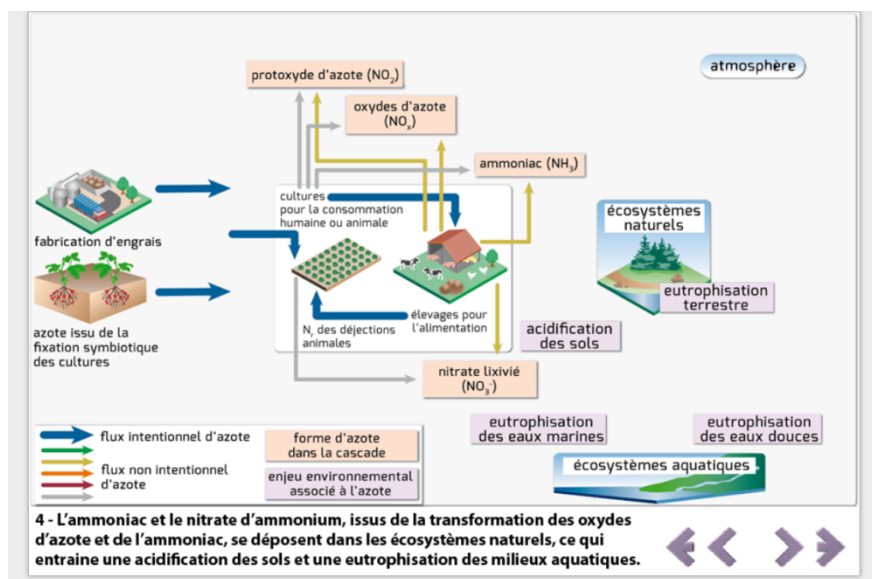 atmosphère
protoxyde d'azote (NO₂)
oxydes d'azote
(NOₓ)
ammoniac (NH₃)
cultures
pour la consommation
humaine ou animale
fabrication d'engrais
écosystèmes
naturels
eutrophisation
terrestre
azote issu de la
fixation symbiotique
des cultures
Nᵣ des déjections
animales
élevages pour
l'alimentation
acidification
des sols
nitrate lixivié
(NO₃⁻)
eutrophisation
des eaux marines
eutrophisation
des eaux douces
écosystèmes aquatiques
flux intentionnel d'azote
flux non intentionnel
d'azote
forme d'azote
dans la cascade
enjeu environnemental
associé à l'azote
4 - L'ammoniac et le nitrate d'ammonium, issus de la transformation des oxydes
d'azote et de l'ammoniac, se déposent dans les écosystèmes naturels, ce qui
entraine une acidification des sols et une eutrophisation des milieux aquatiques.